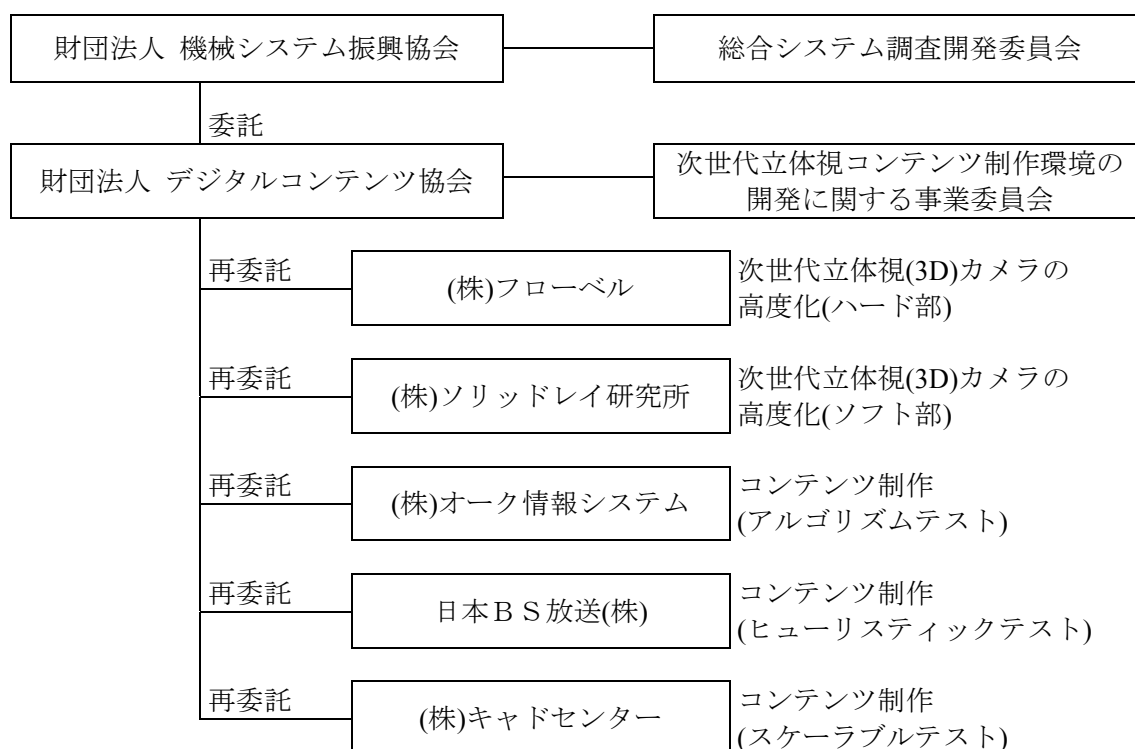 財団法人 機械システム振興協会
総合システム調査開発委員会
委託
財団法人 デジタルコンテンツ協会
次世代立体視コンテンツ制作環境の
開発に関する事業委員会
再委託
(株)フローベル
次世代立体視(3D)カメラの
高度化(ハード部)
再委託
(株)ソリッドレイ研究所
次世代立体視(3D)カメラの
高度化(ソフト部)
再委託
(株)オーク情報システム
コンテンツ制作
(アルゴリズムテスト)
再委託
日本ＢＳ放送(株)
コンテンツ制作
(ヒューリスティックテスト)
再委託
(株)キャドセンター
コンテンツ制作
(スケーラブルテスト)